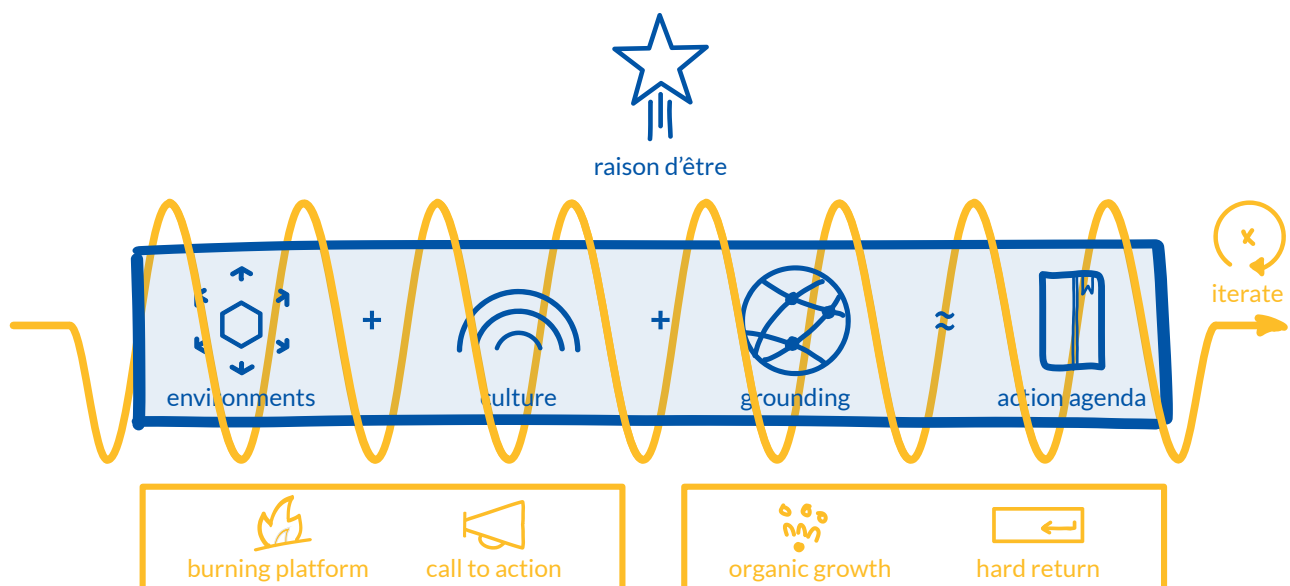 raison d’être
iterate
+ + ≈
environments culture grounding action agenda
burning platform call to action organic growth hard return